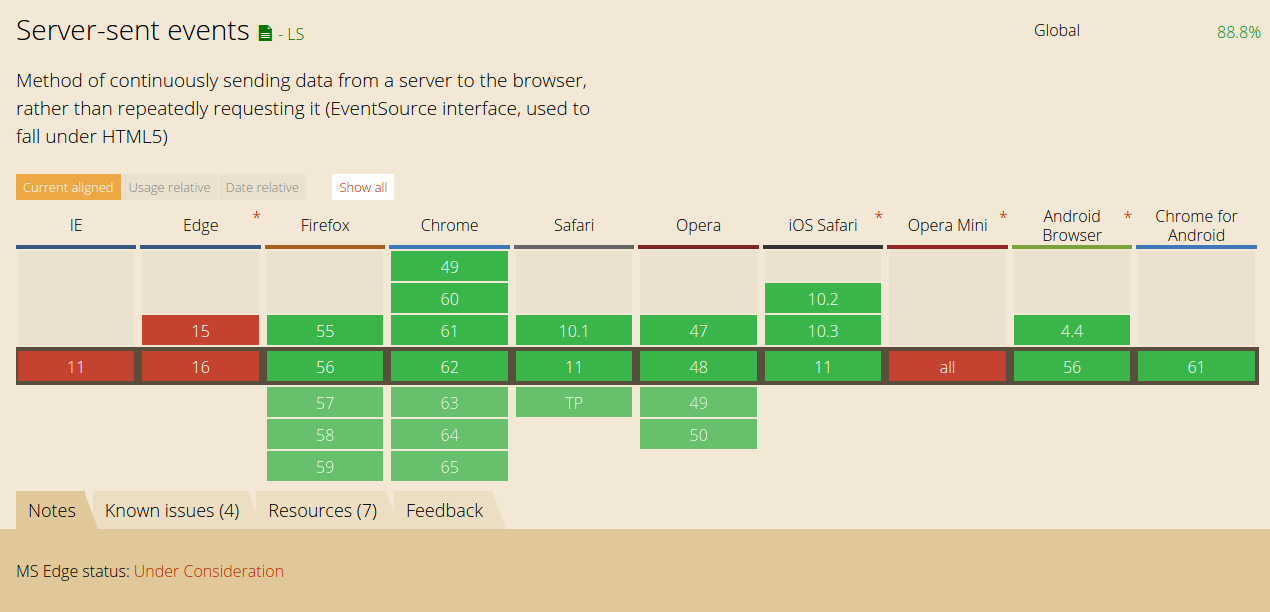 Server-sent events - LS
Global 88.8%
Method of continuously sending data from a server to the browser,
rather than repeatedly requesting it (EventSource interface, used to
fall under HTML5)
Current aligned Usage relative Date relative Show all
IE Edge * Firefox Chrome Safari Opera iOS Safari * Opera Mini * Android Browser * Chrome for Android
49
60 10.2
15 55 61 10.1 47 10.3 4.4
11 16 56 62 11 48 11 all 56 61
57 63 TP 49
58 64 50
59 65
Notes Known issues (4) Resources (7) Feedback
MS Edge status: Under Consideration